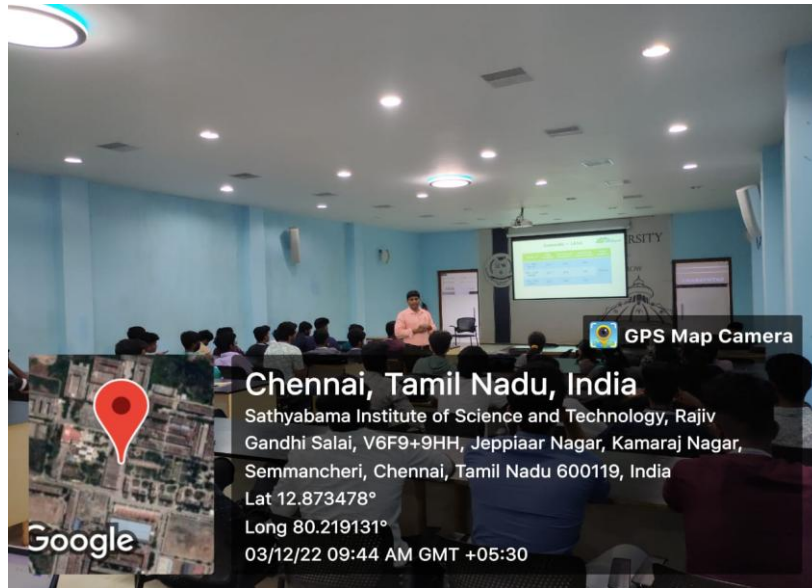 RSITY
GPS Map Camera
Chennai, Tamil Nadu, India
Sathyabama Institute of Science and Technology, Rajiv
Gandhi Salai, V6F9+9HH, Jeppiaar Nagar, Kamaraj Nagar,
Semmancheri, Chennai, Tamil Nadu 600119, India
Lat 12.873478°
Long 80.219131°
03/12/22 09:44 AM GMT +05:30
Google